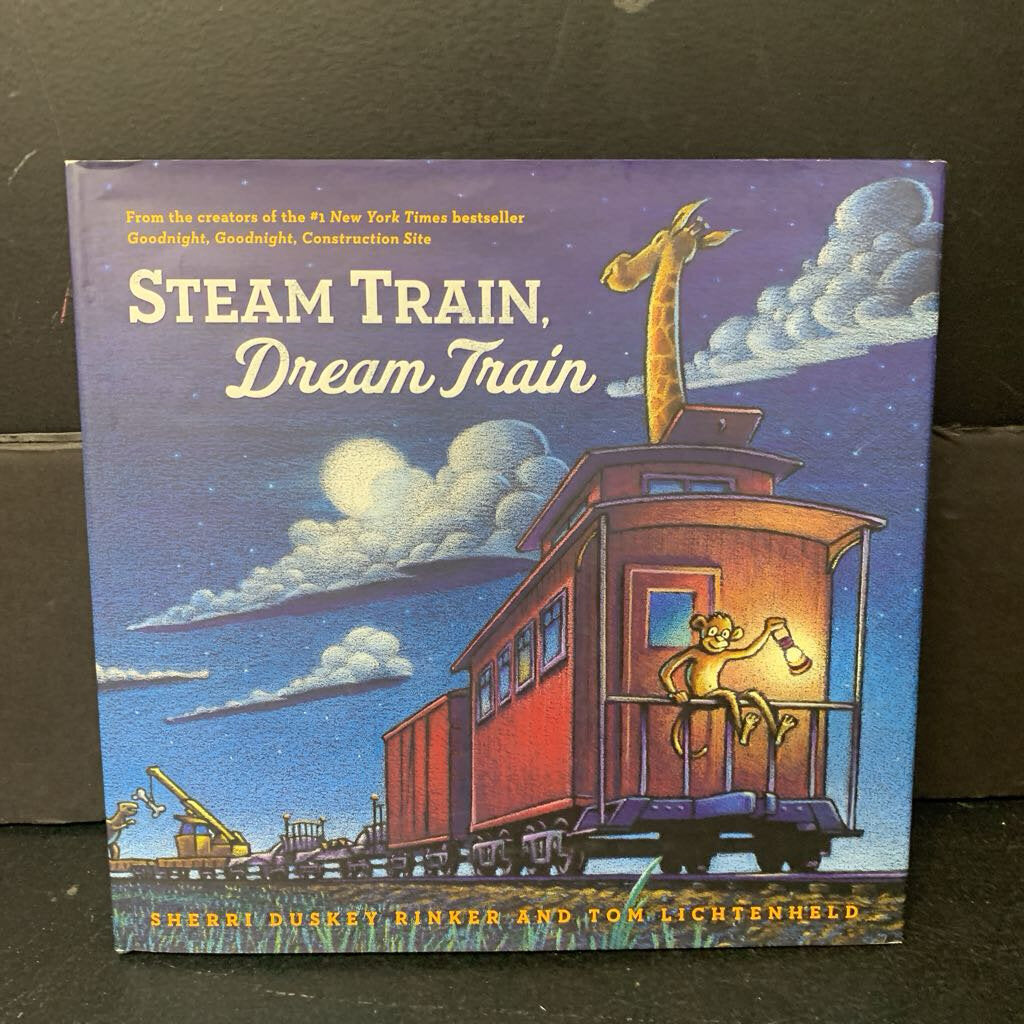 From the creators of the #1 New York Times bestseller
Goodnight, Goodnight, Construction Site
STEAM TRAIN,
Dream Train
SHERRI DUSKEY RINKER AND TOM LICHTENHELD